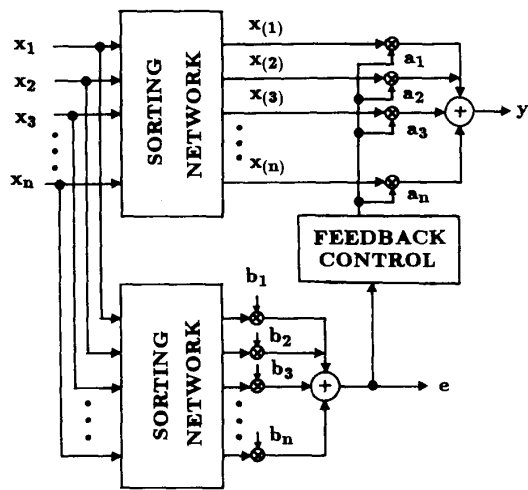 x1
x2
x3
xn
SORTING
NETWORK
x(1)
x(2)
x(3)
x(n)
a1
a2
a3
an
+
y
FEEDBACK
CONTROL
SORTING
NETWORK
b1
b2
b3
bn
+
e